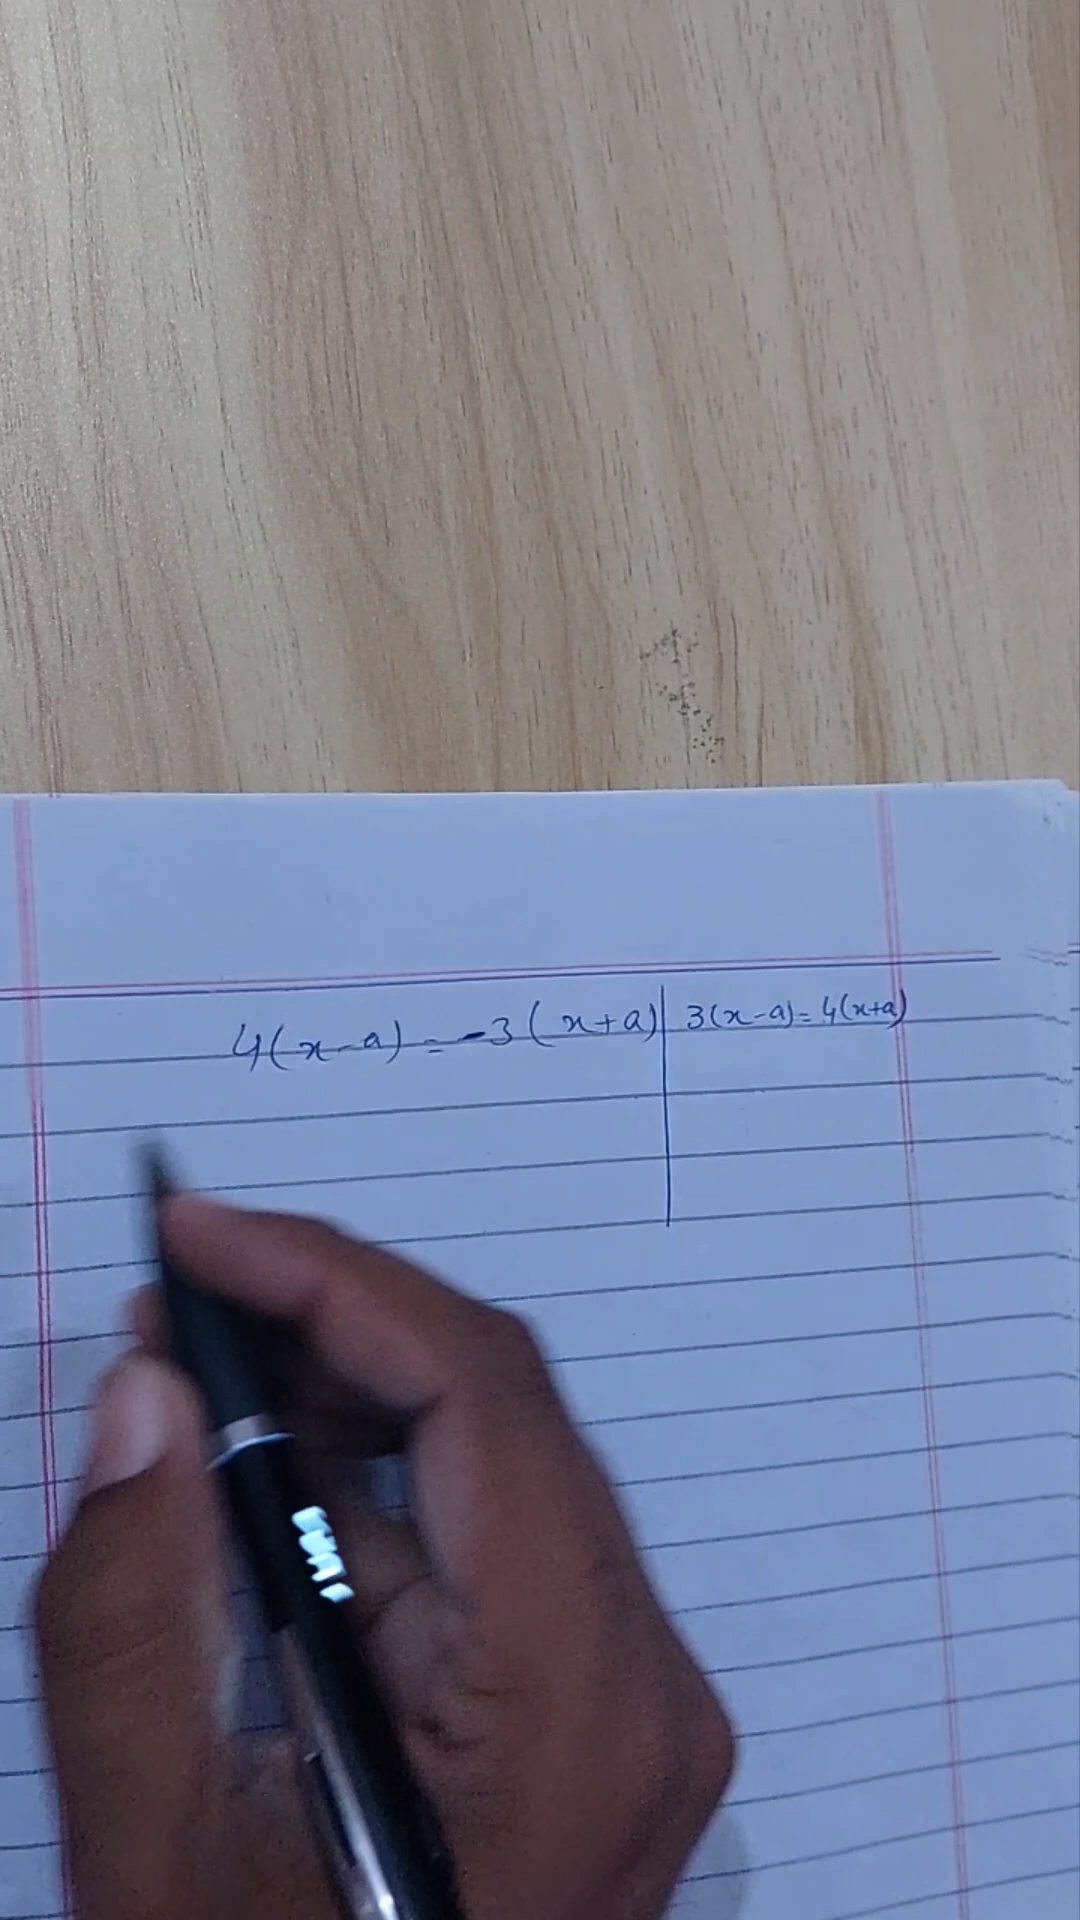 4(x-a) = -3(x+a) | 3(x-a) = 4(x+a)